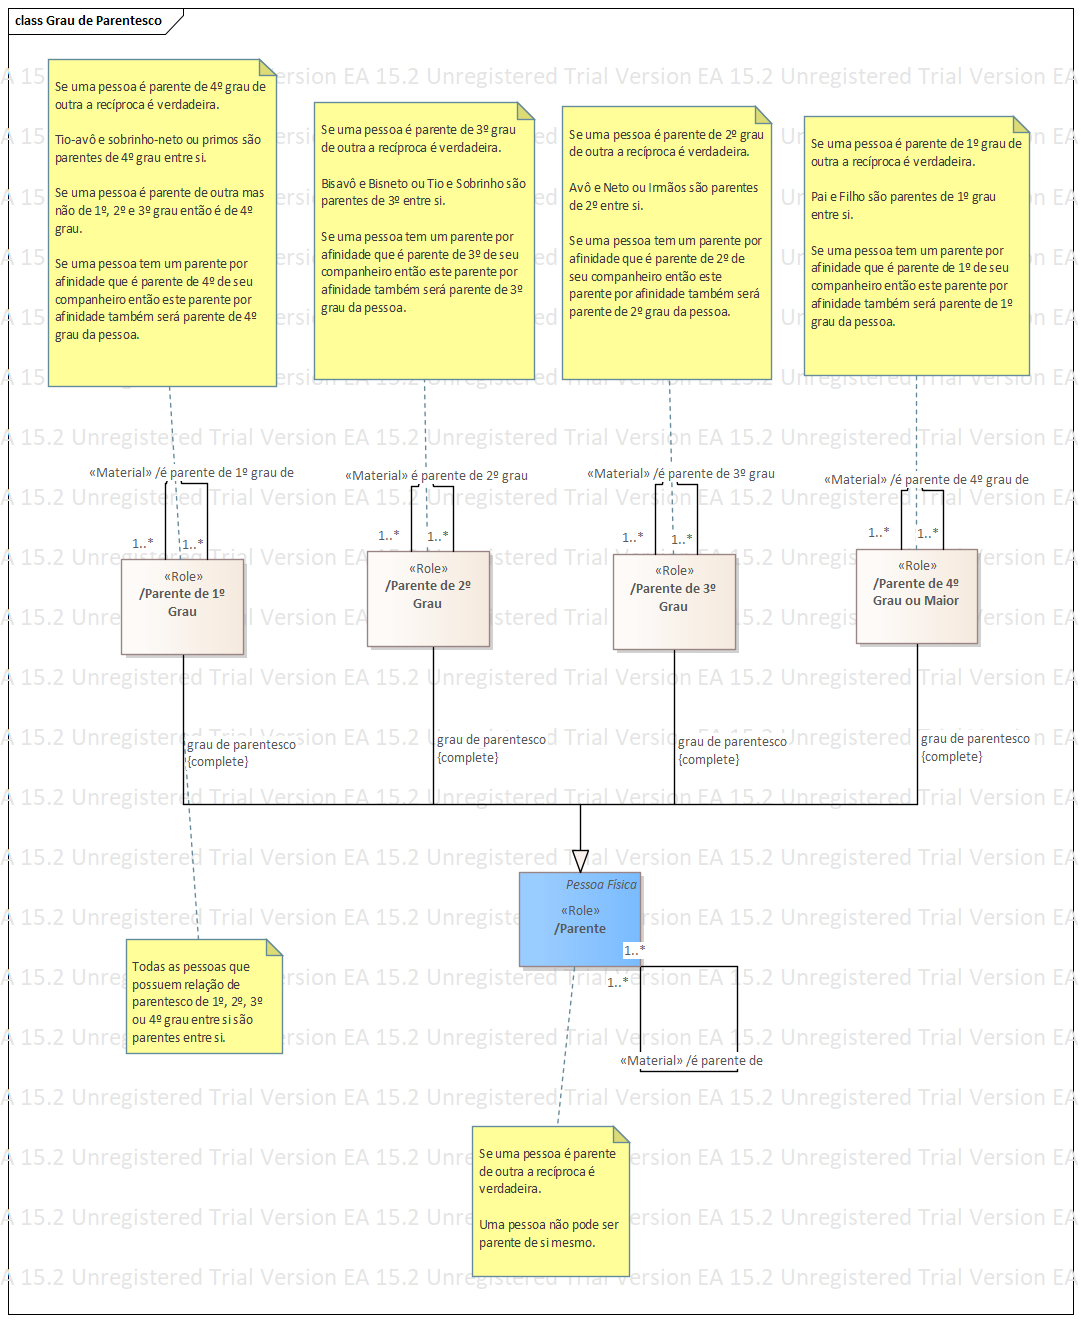 class Grau de Parentesco
Se uma pessoa é parente de 4º grau de
outra a recíproca é verdadeira.
Tio-avô e sobrinho-neto ou primos são
parentes de 4º grau entre si.
Se uma pessoa é parente de outra mas
não de 1º, 2º e 3º grau então é de 4º
grau.
Se uma pessoa tem um parente por
afinidade que é parente de 4º de seu
companheiro então este parente por
afinidade também será parente de 4º
grau da pessoa.
Se uma pessoa é parente de 3º grau
de outra a recíproca é verdadeira.
Bisavô e Bisneto ou Tio e Sobrinho são
parentes de 3º entre si.
Se uma pessoa tem um parente por
afinidade que é parente de 3º de seu
companheiro então este parente por
afinidade também será parente de 3º
grau da pessoa.
Se uma pessoa é parente de 2º grau
de outra a recíproca é verdadeira.
Avô e Neto ou Irmãos são parentes
de 2º entre si.
Se uma pessoa tem um parente por
afinidade que é parente de 2º de
seu companheiro então este
parente por afinidade também será
parente de 2º grau da pessoa.
Se uma pessoa é parente de 1º grau de
outra a recíproca é verdadeira.
Pai e Filho são parentes de 1º grau
entre si.
Se uma pessoa tem um parente por
afinidade que é parente de 1º de seu
companheiro então este parente por
afinidade também será parente de 1º
grau da pessoa.
«Material» /é parente de 1º grau de
1..*
1..*
«Role»
/Parente de 1º
Grau
«Material» é parente de 2º grau
1..*
1..*
«Role»
/Parente de 2º
Grau
«Material» /é parente de 3º grau
1..*
1..*
«Role»
/Parente de 3º
Grau
«Material» /é parente de 4º grau de
1..*
1..*
«Role»
/Parente de 4º
Grau ou Maior
grau de parentesco
{complete}
grau de parentesco
{complete}
grau de parentesco
{complete}
grau de parentesco
{complete}
Pessoa Física
«Role»
/Parente
1..*
1..*
«Material» /é parente de
Todas as pessoas que
possuem relação de
parentesco de 1º, 2º, 3º
ou 4º grau entre si são
parentes entre si.
Se uma pessoa é parente
de outra a recíproca é
verdadeira.
Uma pessoa não pode ser
parente de si mesmo.
EA 15.2 Unregistered Trial Version